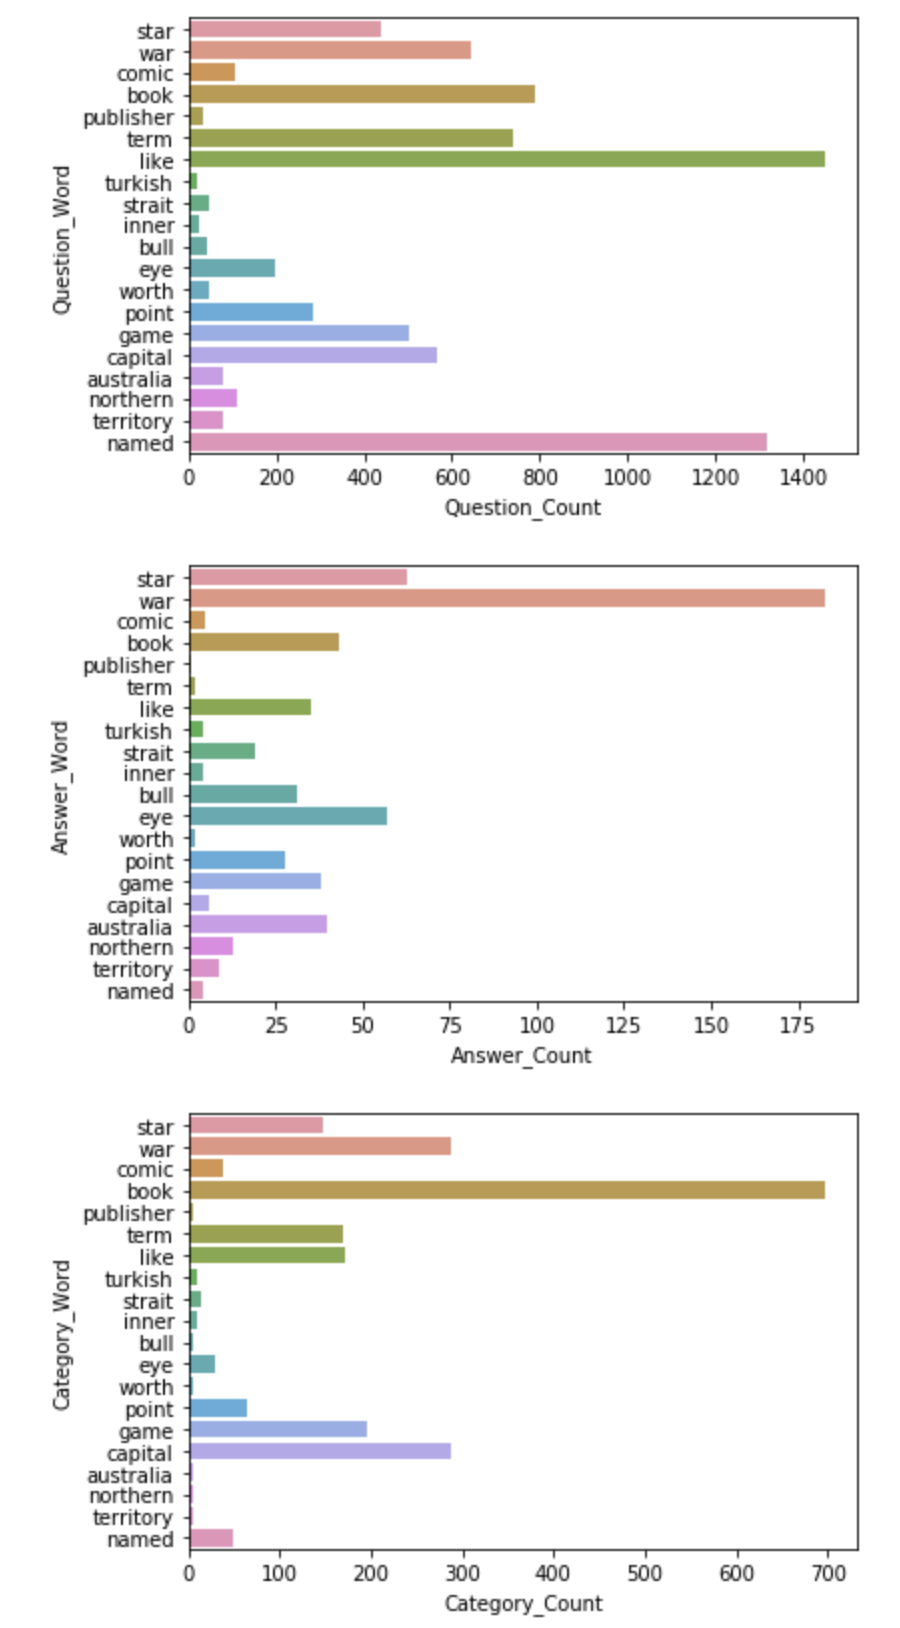 star
war
comic
book
publisher
term
like
turkish
strait
inner
bull
eye
worth
point
game
capital
australia
northern
territory
named
Question_Word
0 200 400 600 800 1000 1200 1400
Question_Count
star
war
comic
book
publisher
term
like
turkish
strait
inner
bull
eye
worth
point
game
capital
australia
northern
territory
named
Answer_Word
0 25 50 75 100 125 150 175
Answer_Count
star
war
comic
book
publisher
term
like
turkish
strait
inner
bull
eye
worth
point
game
capital
australia
northern
territory
named
Category_Word
0 100 200 300 400 500 600 700
Category_Count